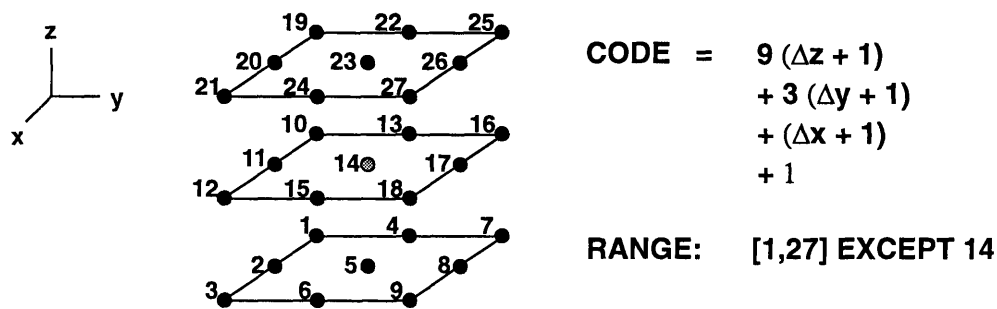 z
y
x
19 22 25
20 23 26
21 24 27
10 13 16
11 14 17
12 15 18
1 4 7
2 5 8
3 6 9
CODE = 9 (Δz + 1)
+ 3 (Δy + 1)
+ (Δx + 1)
+ 1
RANGE: [1,27] EXCEPT 14